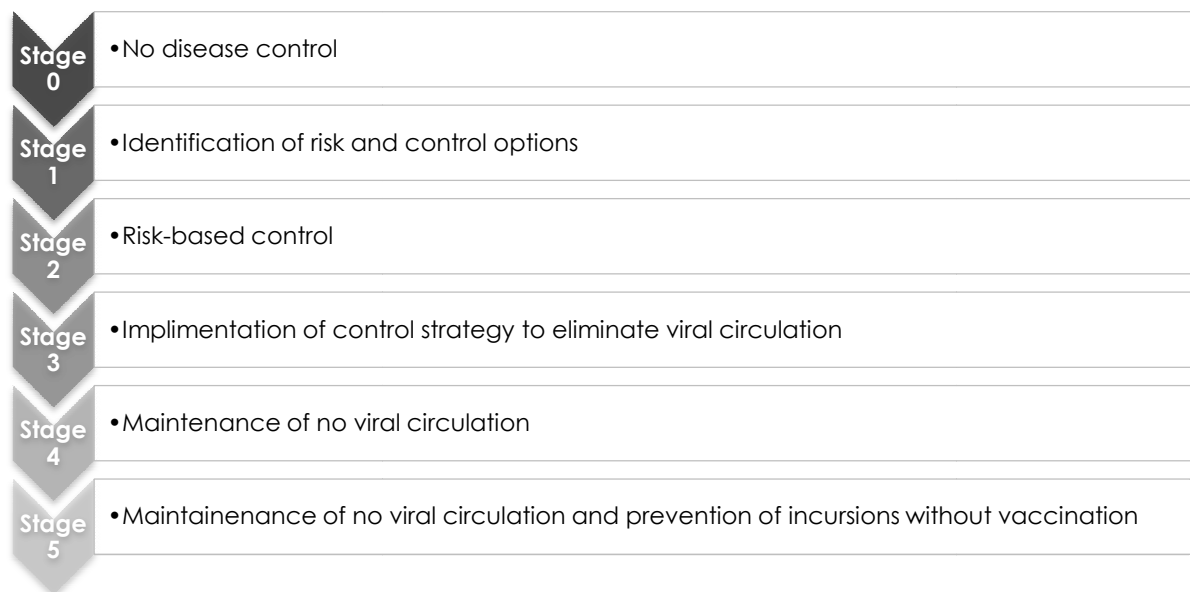 Stage
0
•No disease control
Stage
1
•Identification of risk and control options
Stage
2
•Risk-based control
Stage
3
•Implimentation of control strategy to eliminate viral circulation
Stage
4
•Maintenance of no viral circulation
Stage
5
•Maintainenance of no viral circulation and prevention of incursions without vaccination